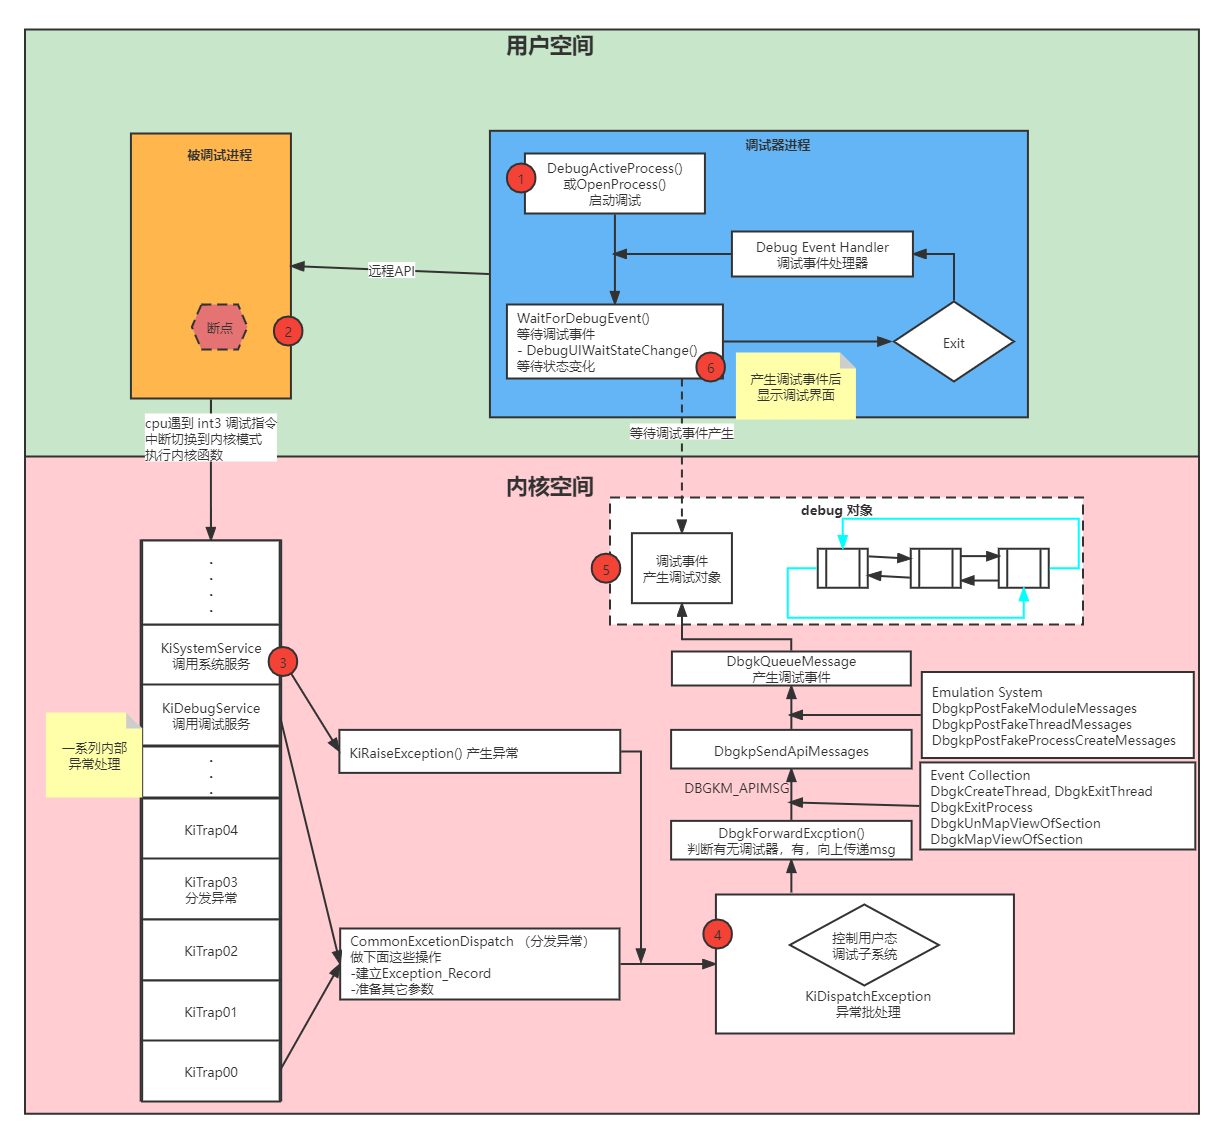 用户空间
被调试进程
调试器进程
1
DebugActiveProcess()
或OpenProcess()
启动调试
Debug Event Handler
调试事件处理器
远程API
断点
2
WaitForDebugEvent()
等待调试事件
- DebugUIWaitStateChange()
等待状态变化
6
Exit
产生调试事件后
显示调试界面
cpu遇到 int3 调试指令
中断切换到内核模式
执行内核函数
等待调试事件产生
内核空间
debug 对象
5
调试事件
产生调试对象
.
.
.
.
KiSystemService
调用系统服务
3
KiDebugService
调用调试服务
一系列内部
异常处理
.
.
.
KiTrap04
KiTrap03
分发异常
KiTrap02
KiTrap01
KiTrap00
KiRaiseException() 产生异常
CommonExcetionDispatch （分发异常）
做下面这些操作
-建立Exception_Record
-准备其它参数
DbgkQueueMessage
产生调试事件
Emulation System
DbgkpPostFakeModuleMessages
DbgkpPostFakeThreadMessages
DbgkpPostFakeProcessCreateMessages
DbgkpSendApiMessages
DBGKM_APIMSG
Event Collection
DbgkCreateThread, DbgkExitThread
DbgkExitProcess
DbgkUnMapViewOfSection
DbgkMapViewOfSection
DbgkForwardExcption()
判断有无调试器，有，向上传递msg
4
控制用户态
调试子系统
KiDispatchException
异常批处理